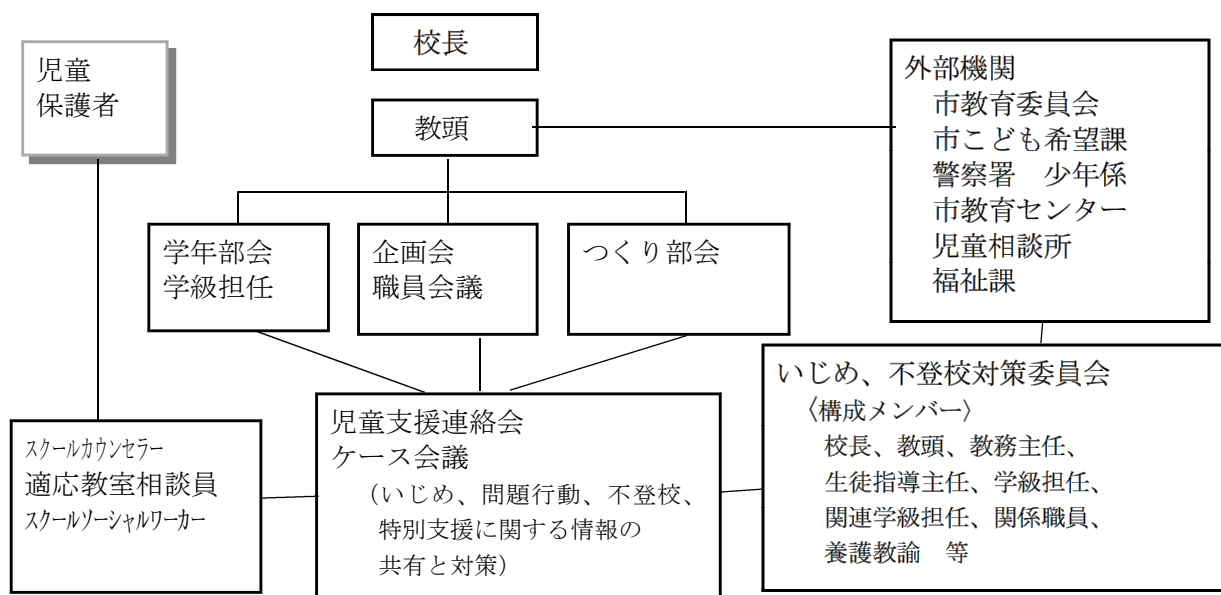 校長
児童
保護者
教頭
外部機関
市教育委員会
市こども希望課
警察署　少年係
市教育センター
児童相談所
福祉課
学年部会
学級担任
企画会
職員会議
つくり部会
スクールカウンセラー
適応教室相談員
スクールソーシャルワーカー
児童支援連絡会
ケース会議
（いじめ、問題行動、不登校、
特別支援に関する情報の
共有と対策）
いじめ、不登校対策委員会
〈構成メンバー〉
校長、教頭、教務主任、
生徒指導主任、学級担任、
関連学級担任、関係職員、
養護教諭　等